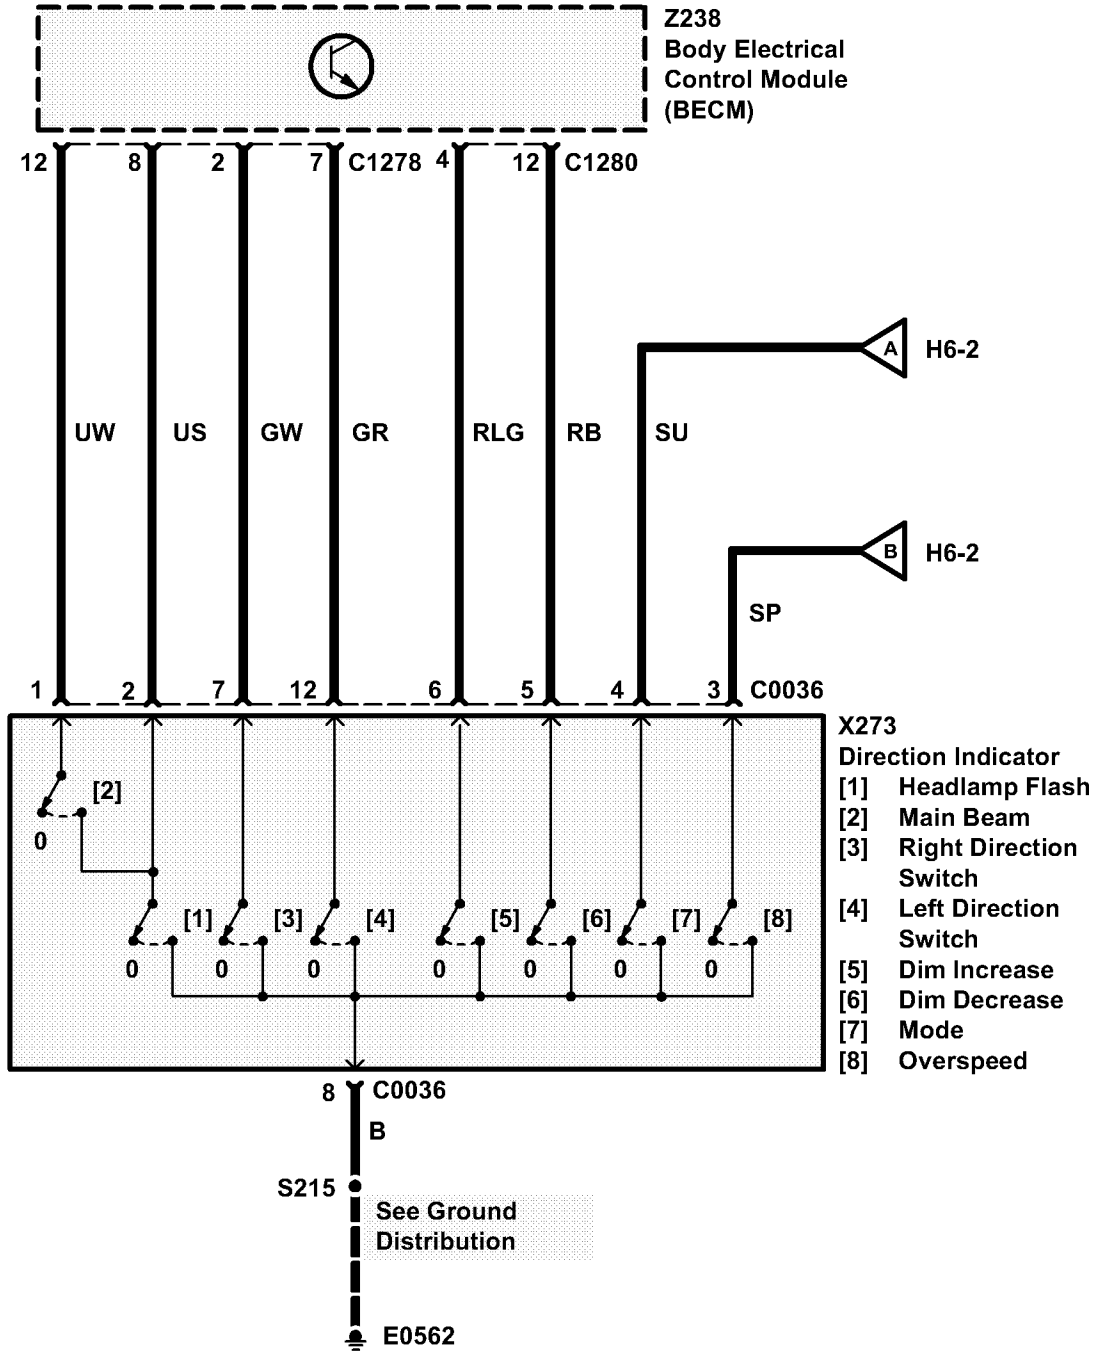 Z238
Body Electrical
Control Module
(BECM)
12 8 2 7 C1278 4 12 C1280
A H6-2
UW US GW GR RLG RB SU
B H6-2
SP
1 2 7 12 6 5 4 3 C0036
X273
Direction Indicator
[1] Headlamp Flash
[2] Main Beam
[3] Right Direction
Switch
[4] Left Direction
Switch
[5] Dim Increase
[6] Dim Decrease
[7] Mode
[8] Overspeed
[2]
0
[1] [3] [4] [5] [6] [7] [8]
0 0 0 0 0 0 0
8 C0036
B
S215
See Ground
Distribution
E0562